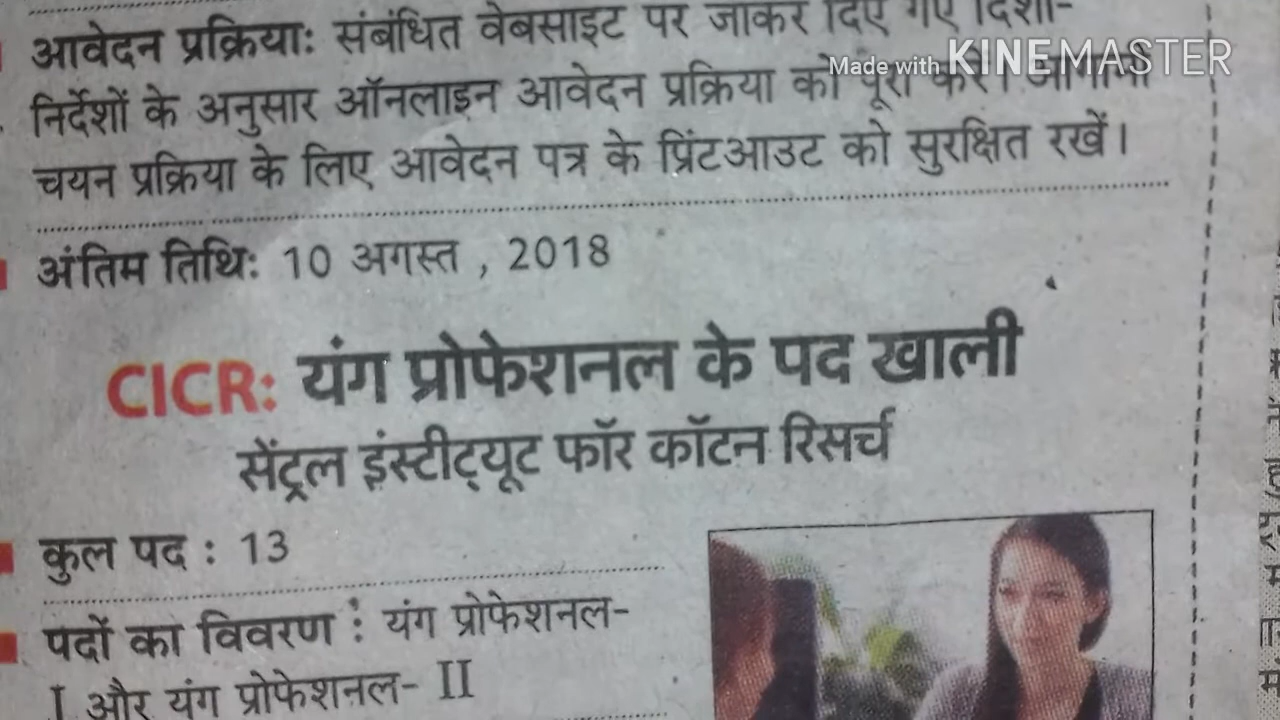 आवेदन प्रक्रियाः संबंधित वेबसाइट पर जाकर दिए गए दिशा-
Made with KINEMASTER
निर्देशों के अनुसार ऑनलाइन आवेदन प्रक्रिया को पूरा करें। आगामी
चयन प्रक्रिया के लिए आवेदन पत्र के प्रिंटआउट को सुरक्षित रखें।
अंतिम तिथिः 10 अगस्त , 2018
CICR: यंग प्रोफेशनल के पद खाली
सेंट्रल इंस्टीट्यूट फॉर कॉटन रिसर्च
कुल पद : 13
पदों का विवरण : यंग प्रोफेशनल-
I और यंग प्रोफेशनल- II